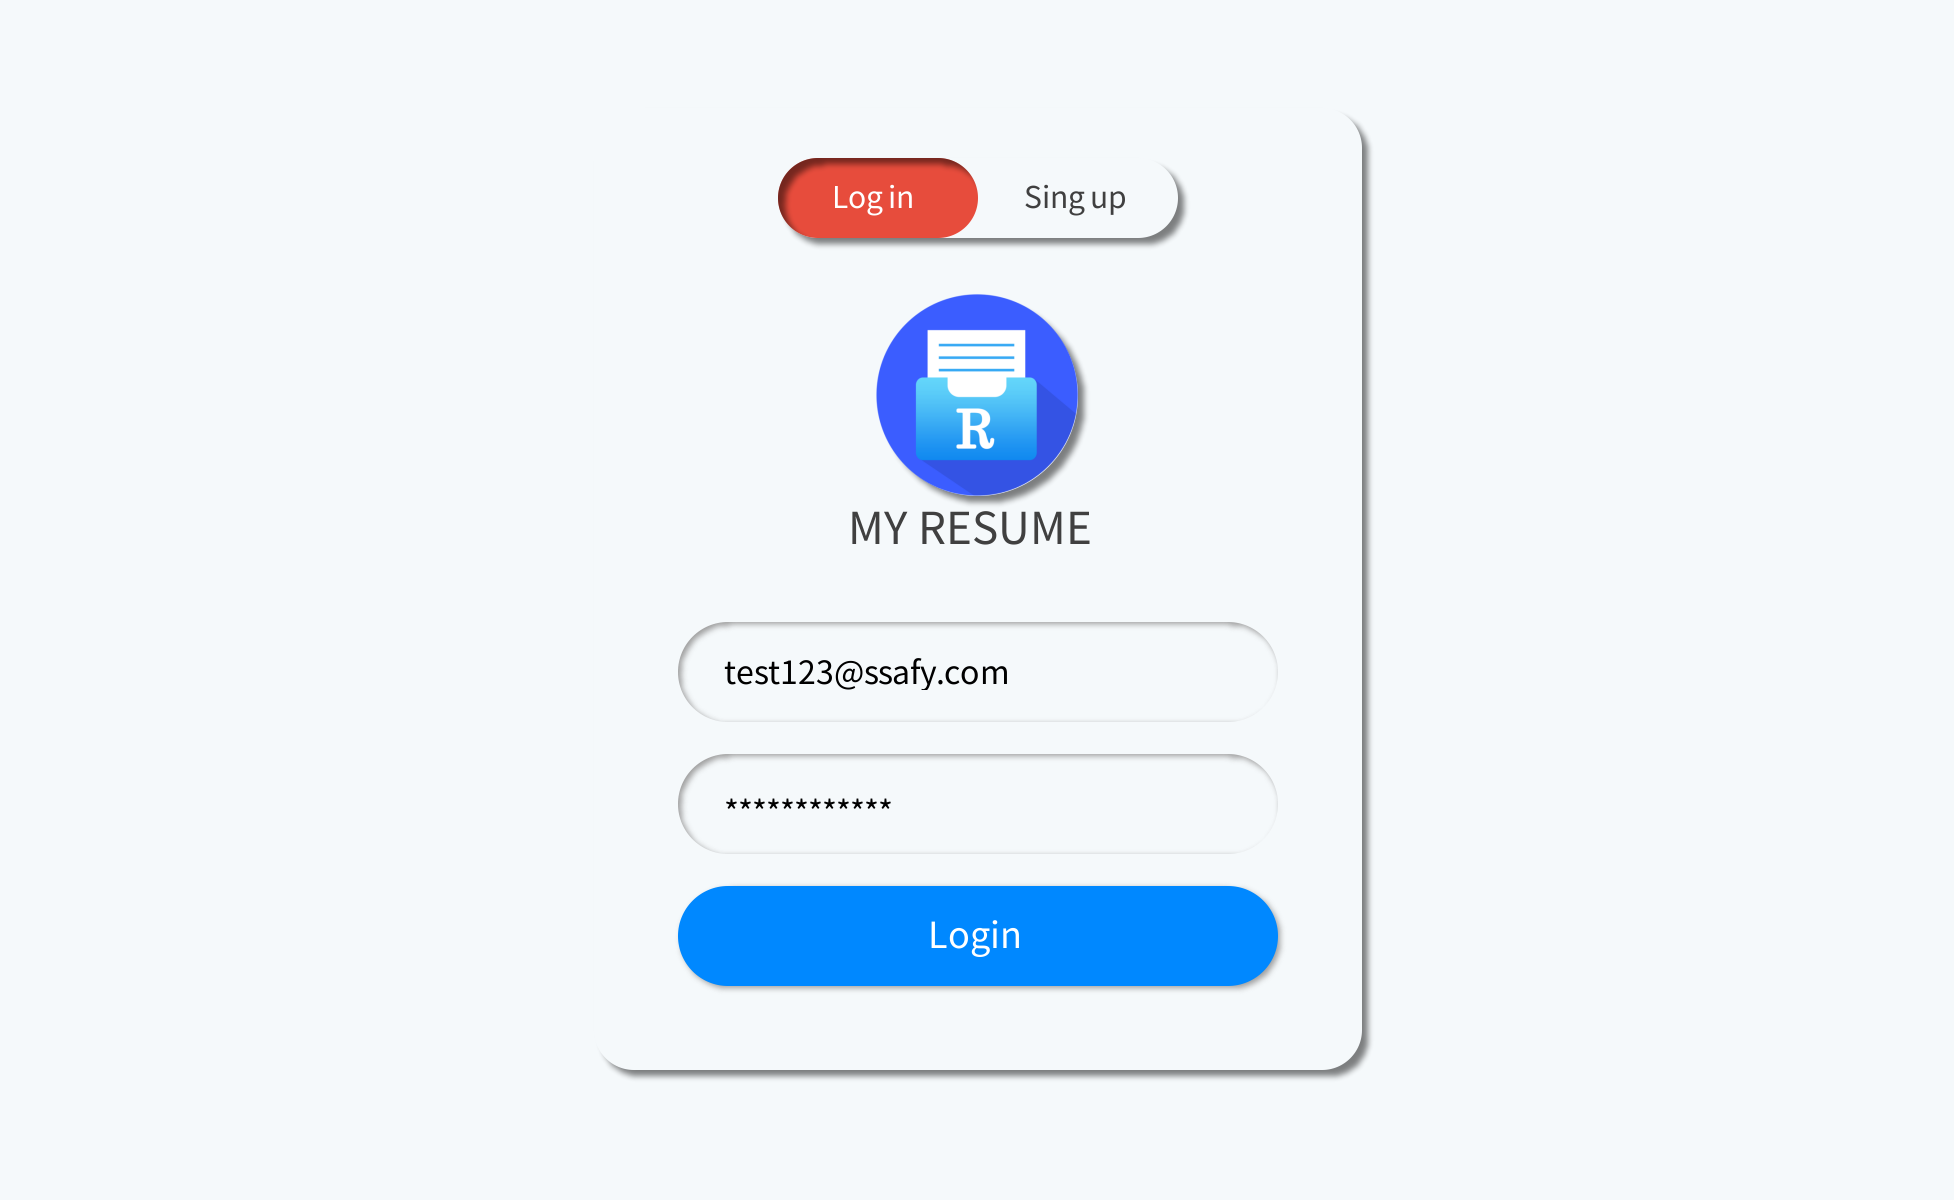 Log in Sing up
R
MY RESUME
test123@ssafy.com
************
Login